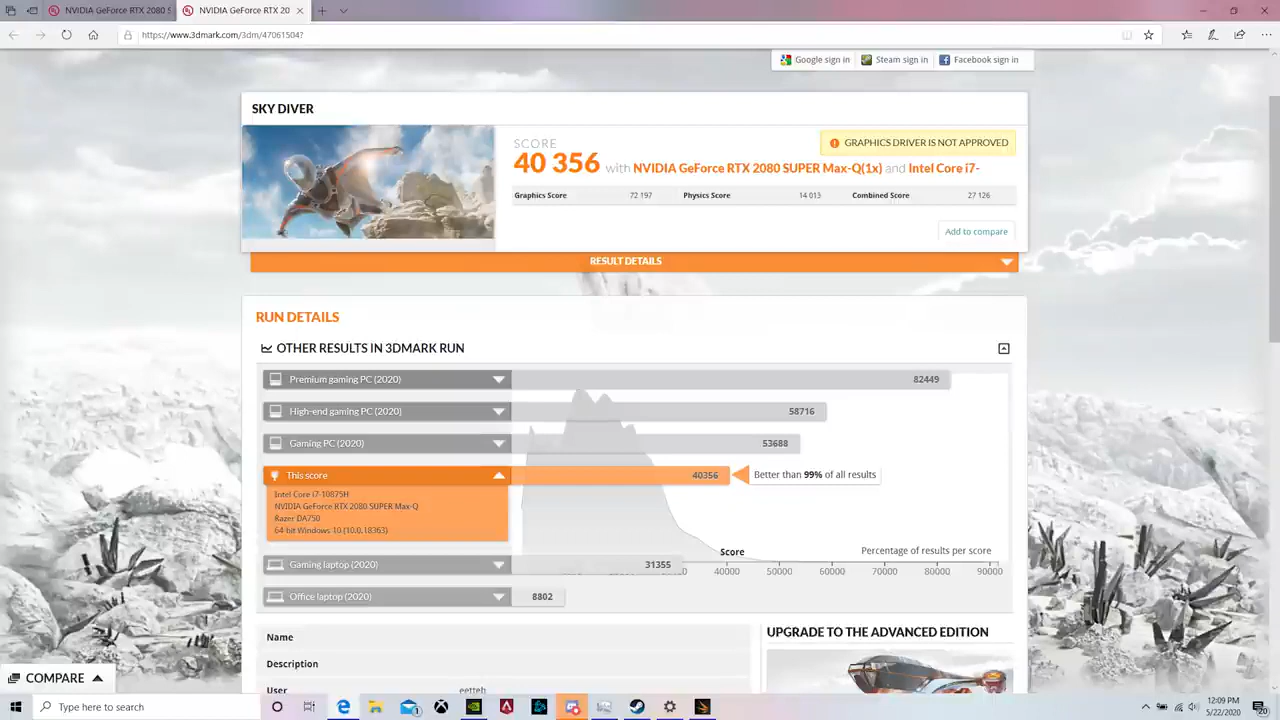 NVIDIA GeForce RTX 2080 S
NVIDIA GeForce RTX 20
https://www.3dmark.com/3dm/47061504?
Google sign in
Steam sign in
Facebook sign in
SKY DIVER
SCORE
GRAPHICS DRIVER IS NOT APPROVED
40 356 with NVIDIA GeForce RTX 2080 SUPER Max-Q(1x) and Intel Core i7-
Graphics Score 72 197 Physics Score 14 013 Combined Score 27 126
Add to compare
RESULT DETAILS
RUN DETAILS
OTHER RESULTS IN 3DMARK RUN
Premium gaming PC (2020) 82449
High-end gaming PC (2020) 58716
Gaming PC (2020) 53688
This score 40356 Better than 99% of all results
Intel Core i7-10875H
NVIDIA GeForce RTX 2080 SUPER Max-Q
Razer DA750
64-bit Windows 10 (10.0.18363)
Score
Percentage of results per score
Gaming laptop (2020) 31355
40000 50000 60000 70000 80000 90000
Office laptop (2020) 8802
Name
UPGRADE TO THE ADVANCED EDITION
Description
COMPARE
User eetteh
Type here to search
12:09 PM
5/22/2020
20